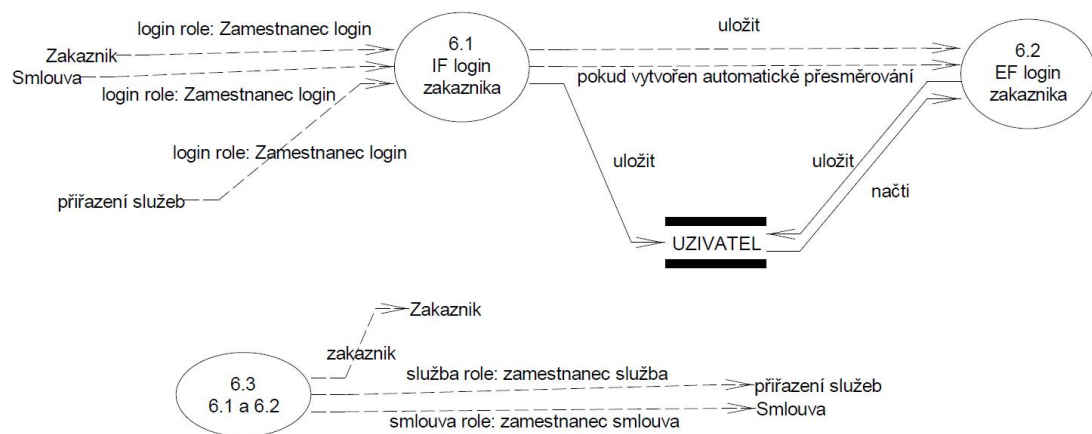 login role: Zamestnanec login
Zakaznik
Smlouva
login role: Zamestnanec login
login role: Zamestnanec login
přiřazení služeb
6.1
IF login
zakaznika
uložit
pokud vytvořen automatické přesměrování
6.2
EF login
zakaznika
uložit
uložit
načti
UZIVATEL
Zakaznik
zakaznik
6.3
6.1 a 6.2
služba role: zamestnanec služba
přiřazení služeb
Smlouva
smlouva role: zamestnanec smlouva